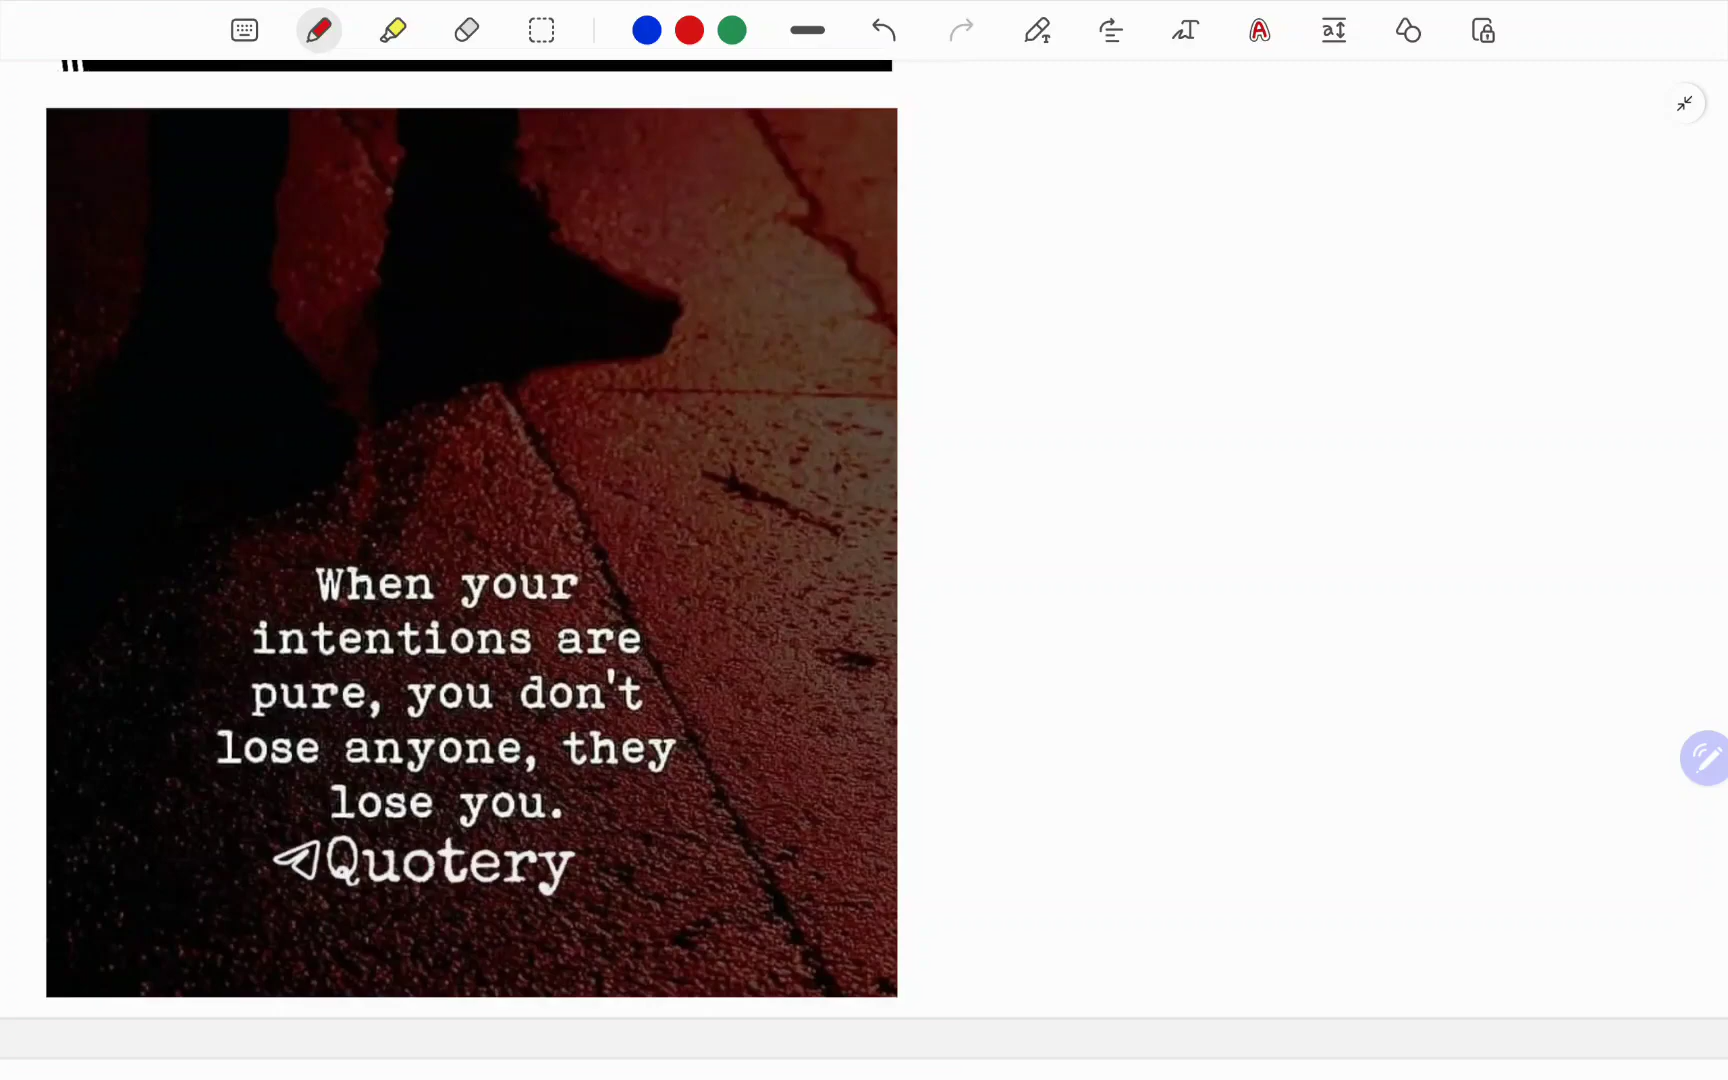 When your
intentions are
pure, you don't
lose anyone, they
lose you.
Quotery